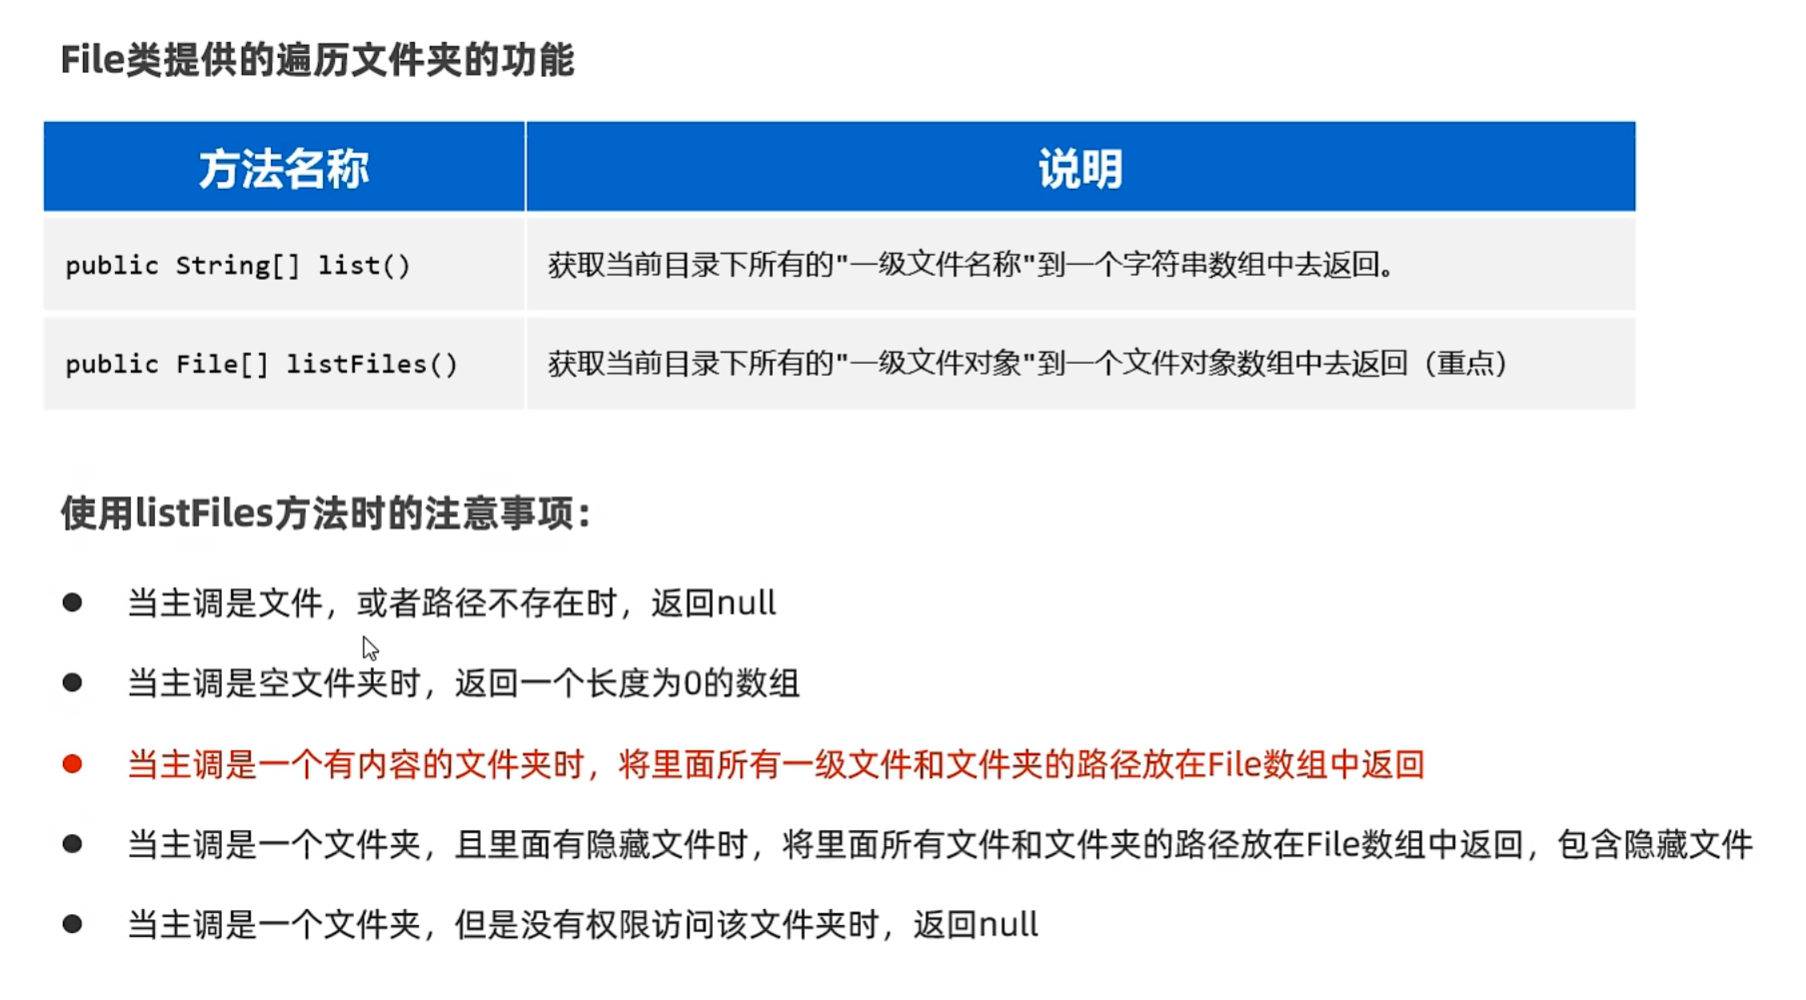 File类提供的遍历文件夹的功能
方法名称 说明
public String[] list() 获取当前目录下所有的"一级文件名称"到一个字符串数组中去返回。
public File[] listFiles() 获取当前目录下所有的"一级文件对象"到一个文件对象数组中去返回（重点）
使用listFiles方法时的注意事项：
● 当主调是文件，或者路径不存在时，返回null
● 当主调是空文件夹时，返回一个长度为0的数组
● 当主调是一个有内容的文件夹时，将里面所有一级文件和文件夹的路径放在File数组中返回
● 当主调是一个文件夹，且里面有隐藏文件时，将里面所有文件和文件夹的路径放在File数组中返回，包含隐藏文件
● 当主调是一个文件夹，但是没有权限访问该文件夹时，返回null